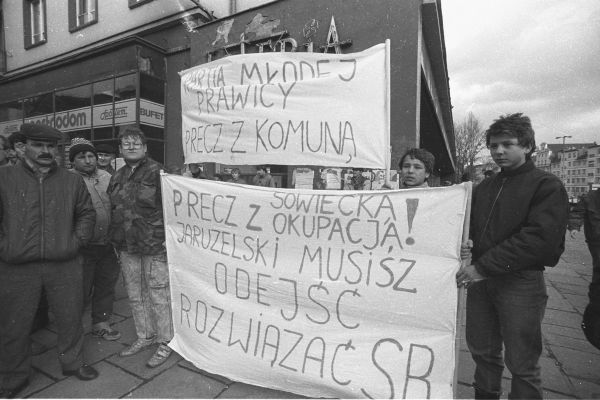 PARTIA MŁODEJ
PRAWICY
PRECZ Z KOMUNĄ
PRECZ Z SOWIECKĄ
OKUPACJĄ!
JARUZELSKI MUSISZ
ODEJŚĆ
ROZWIĄZAĆ SB
BUFET